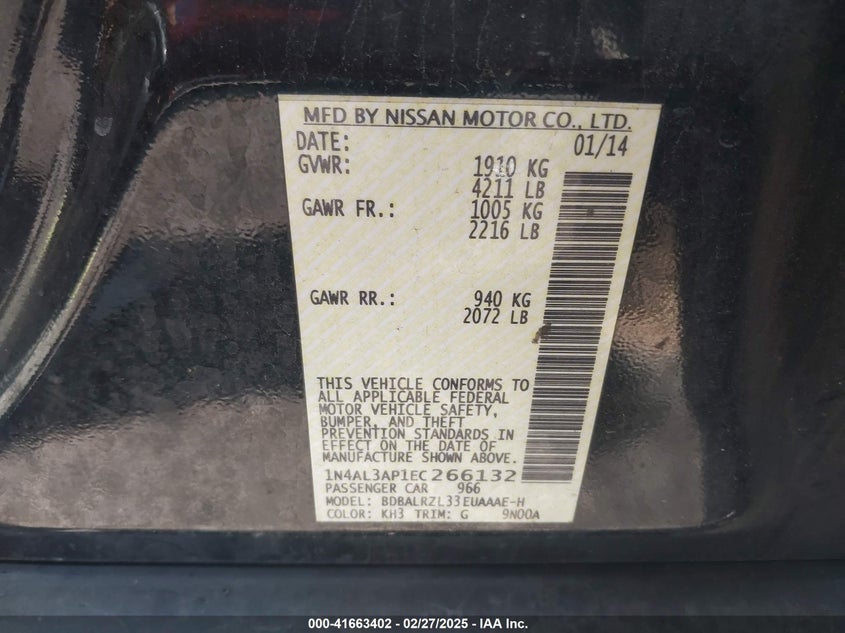 MFD BY NISSAN MOTOR CO., LTD.
DATE: 01/14
GVWR: 1910 KG
4211 LB
GAWR FR.: 1005 KG
2216 LB
GAWR RR.: 940 KG
2072 LB
THIS VEHICLE CONFORMS TO
ALL APPLICABLE FEDERAL
MOTOR VEHICLE SAFETY,
BUMPER, AND THEFT
PREVENTION STANDARDS IN
EFFECT ON THE DATE OF
MANUFACTURE SHOWN ABOVE.
1N4AL3AP1EC266132
PASSENGER CAR 966
MODEL: BDBALRZL33EUAAAE-H
COLOR: KH3 TRIM: G 9N00A
000-41663402 - 02/27/2025 - IAA Inc.